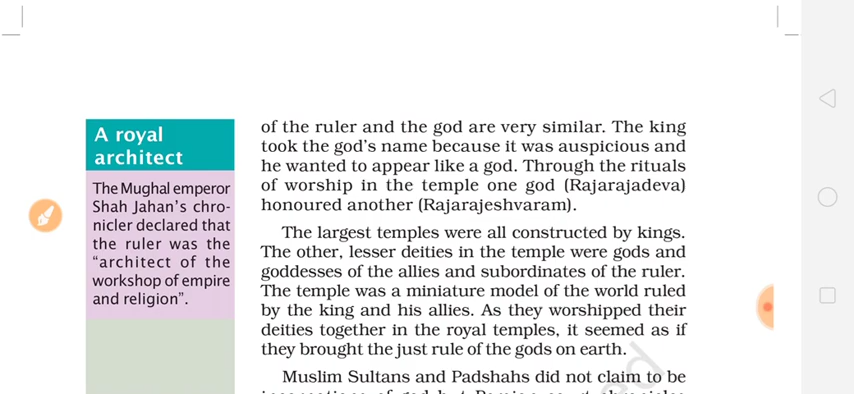 A royal
architect
The Mughal emperor
Shah Jahan's chro-
nicler declared that
the ruler was the
"architect of the
workshop of empire
and religion".
of the ruler and the god are very similar. The king
took the god's name because it was auspicious and
he wanted to appear like a god. Through the rituals
of worship in the temple one god (Rajarajadeva)
honoured another (Rajarajeshvaram).
The largest temples were all constructed by kings.
The other, lesser deities in the temple were gods and
goddesses of the allies and subordinates of the ruler.
The temple was a miniature model of the world ruled
by the king and his allies. As they worshipped their
deities together in the royal temples, it seemed as if
they brought the just rule of the gods on earth.
Muslim Sultans and Padshahs did not claim to be